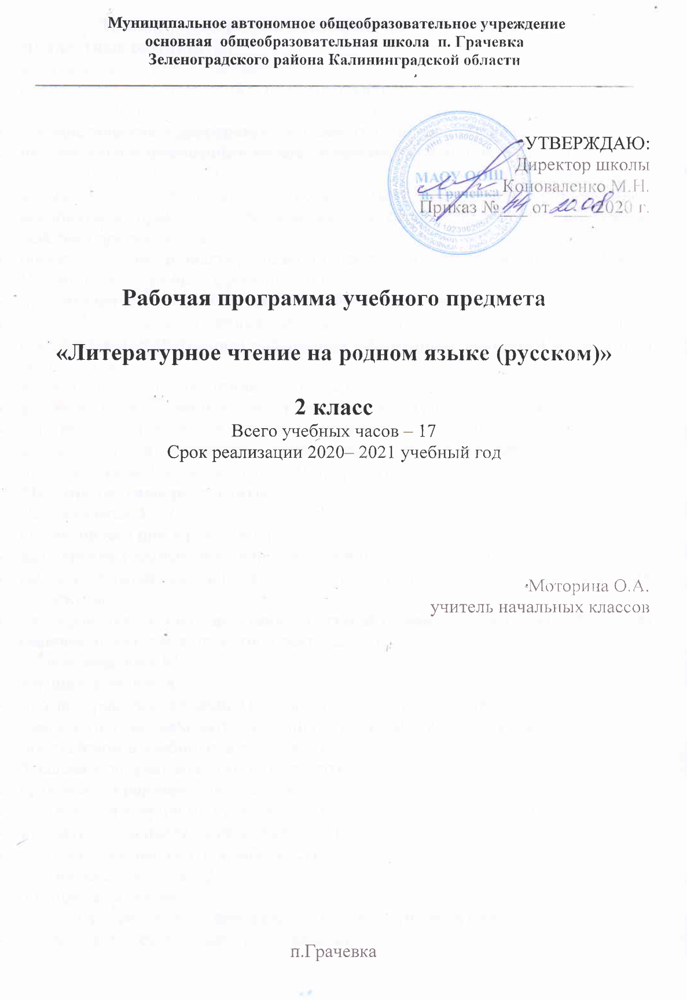 Муниципальное автономное общеобразовательное учреждение
основная общеобразовательная школа п. Грачевка
Зеленоградского района Калининградской области
УТВЕРЖДАЮ:
Директор школы
Коноваленко М.Н.
Приказ № 44 от 20.08 2020 г.
ИНН 3918008520
МАОУ ООШ
п. Грачевка
Рабочая программа учебного предмета
«Литературное чтение на родном языке (русском)»
2 класс
Всего учебных часов – 17
Срок реализации 2020– 2021 учебный год
Моторина О.А.
учитель начальных классов
п.Грачевка